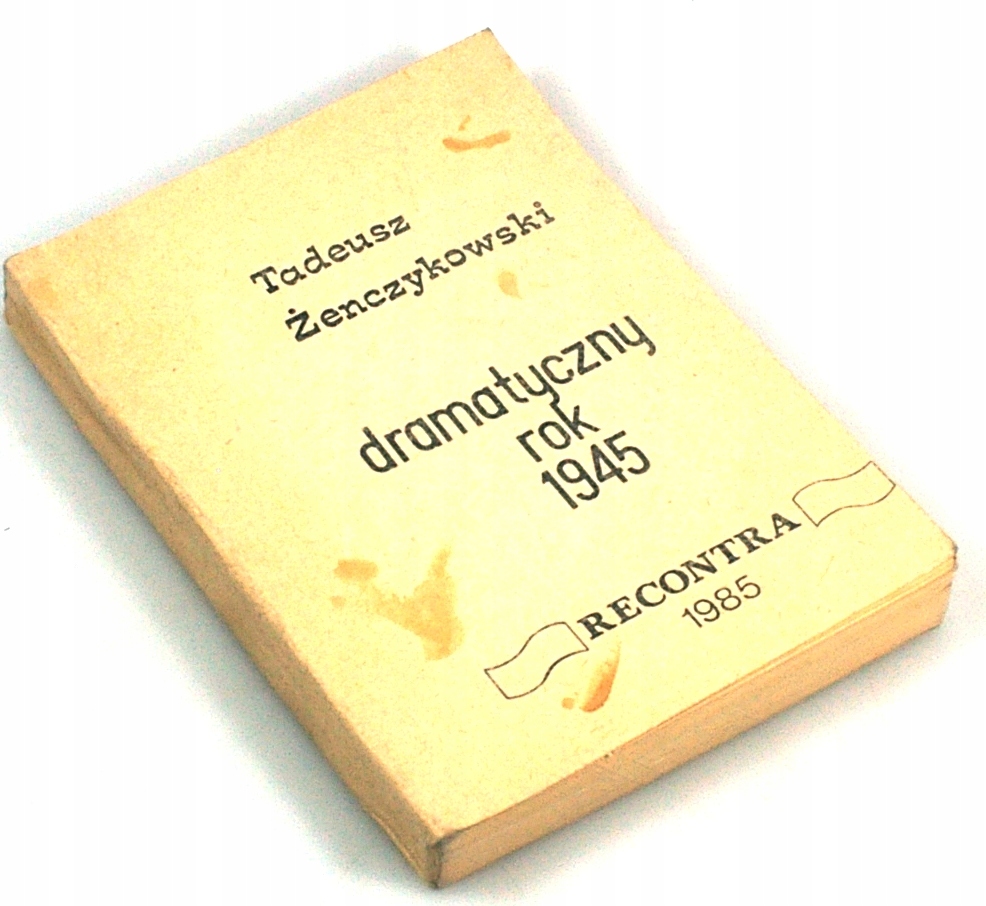 Tadeusz
Żenczykowski
dramatyczny
rok
1945
RECONTRA
1985